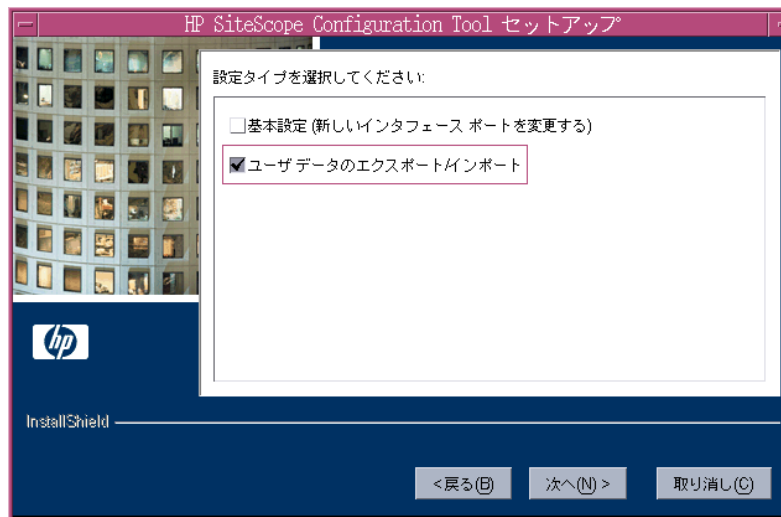 HP SiteScope Configuration Tool セットアップ
設定タイプを選択してください:
基本設定 (新しいインタフェース ポートを変更する)
ユーザ データのエクスポート/インポート
hp
InstallShield
<戻る(B)
次へ(N) >
取り消し(C)